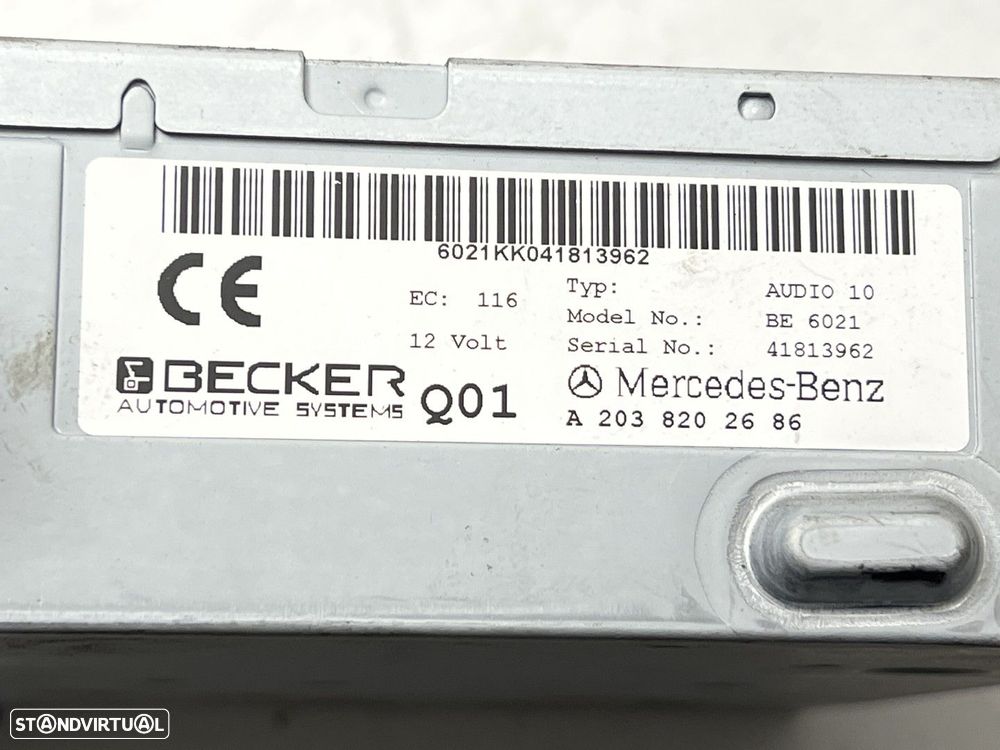 6021KK041813962
CE
EC: 116
12 Volt
Typ: AUDIO 10
Model No.: BE 6021
Serial No.: 41813962
BECKER
AUTOMOTIVE SYSTEMS
Q01
Mercedes-Benz
A 203 820 26 86
STANDVIRTUAL